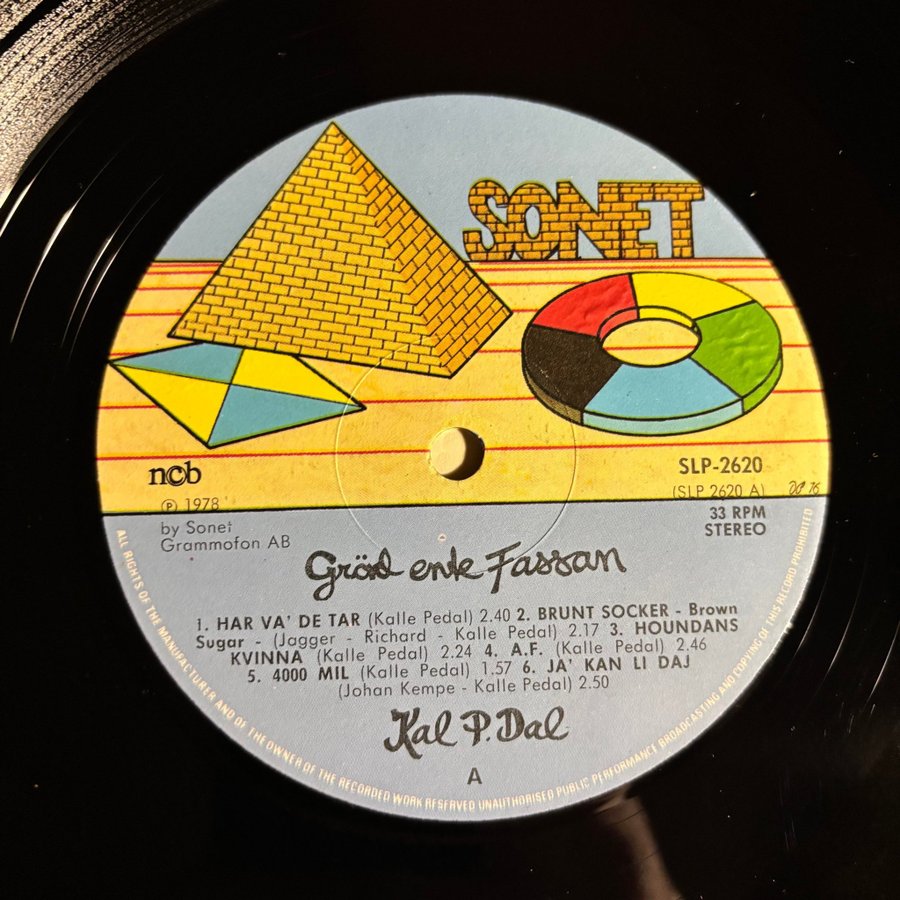 SONET
ncb
SLP-2620
(SLP 2620 A)
℗ 1978
33 RPM
by Sonet
STEREO
Grammofon AB
Gröd ente Fassan
1. HAR VA' DE TAR (Kalle Pedal) 2.40 2. BRUNT SOCKER - Brown
Sugar - (Jagger - Richard - Kalle Pedal) 2.17 3. HOUNDANS
KVINNA (Kalle Pedal) 2.24 4. A.F. (Kalle Pedal) 2.46
5. 4000 MIL (Kalle Pedal) 1.57 6. JA' KAN LI DAJ
(Johan Kempe - Kalle Pedal) 2.50
Kal P. Dal
A
ALL RIGHTS OF THE MANUFACTURER AND OF THE OWNER OF THE RECORDED WORK RESERVED UNAUTHORISED PUBLIC PERFORMANCE BROADCASTING AND COPYING OF THIS RECORD PROHIBITED